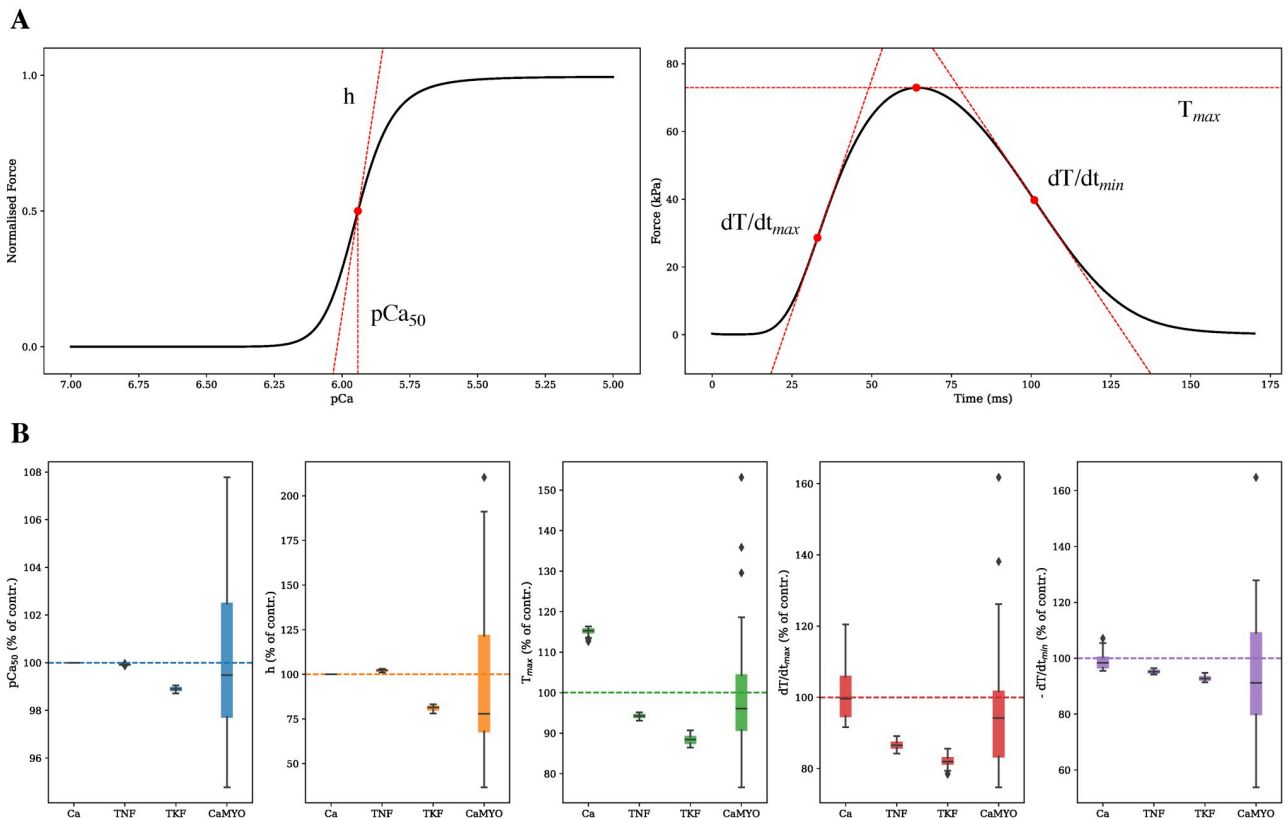 A
h
pCa50
Normalised Force
1.0
0.5
0.0
7.00 6.75 6.50 6.25 6.00 5.75 5.50 5.25 5.00
pCa
Tmax
dT/dtmin
dT/dtmax
Force (kPa)
80
60
40
20
0
0 25 50 75 100 125 150 175
Time (ms)
B
pCa50 (% of contr.)
108
106
104
102
100
98
96
Ca TNF TKF CaMYO
h (% of contr.)
200
175
150
125
100
75
50
Ca TNF TKF CaMYO
Tmax (% of contr.)
150
140
130
120
110
100
90
80
Ca TNF TKF CaMYO
dT/dtmax (% of contr.)
160
140
120
100
80
Ca TNF TKF CaMYO
- dT/dtmin (% of contr.)
160
140
120
100
80
60
Ca TNF TKF CaMYO